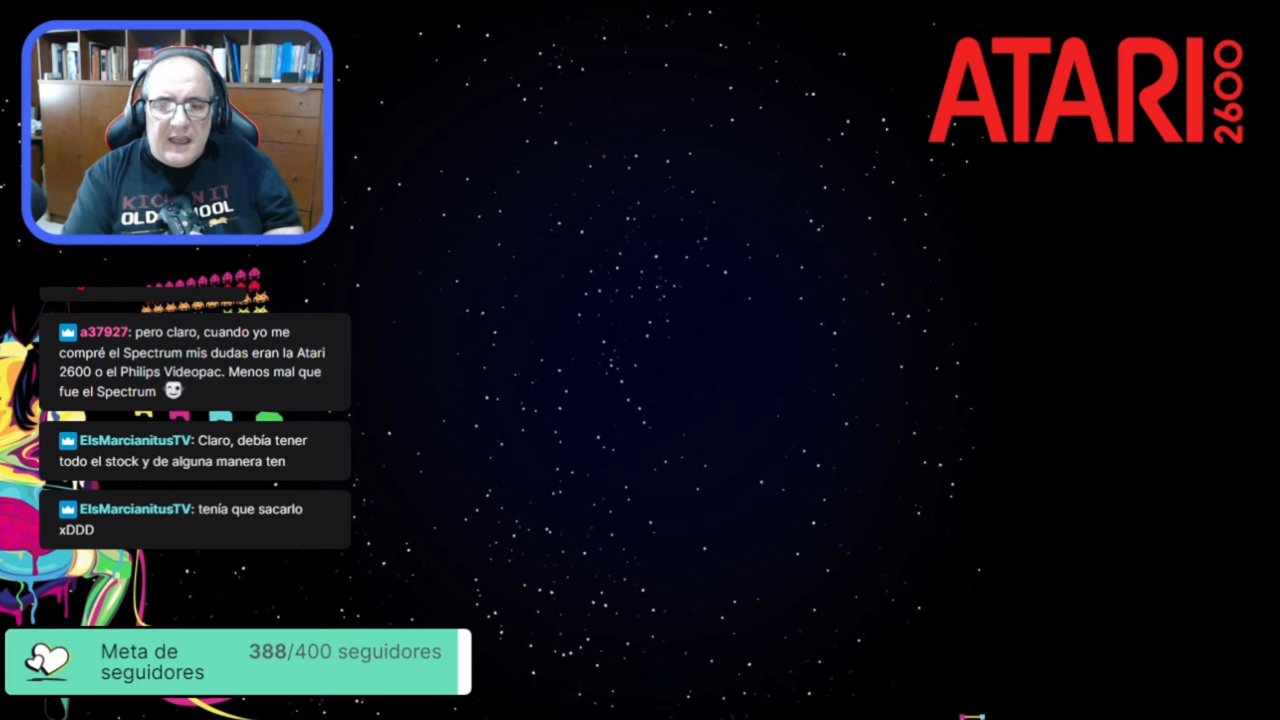 ATARI 2600
KICKIN IT
OLD SCHOOL
a37927: pero claro, cuando yo me
compré el Spectrum mis dudas eran la Atari
2600 o el Philips Videopac. Menos mal que
fue el Spectrum
ElsMarcianitusTV: Claro, debía tener
todo el stock y de alguna manera ten
ElsMarcianitusTV: tenía que sacarlo
xDDD
Meta de
seguidores
388/400 seguidores